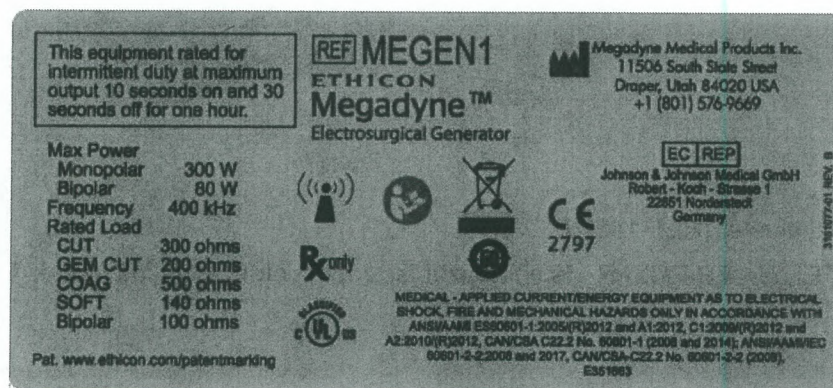 This equipment rated for
intermittent duty at maximum
output 10 seconds on and 30
seconds off for one hour.
Max Power
Monopolar 300 W
Bipolar 80 W
Frequency 400 kHz
Rated Load
CUT 300 ohms
GEM CUT 200 ohms
COAG 500 ohms
SOFT 140 ohms
Bipolar 100 ohms
Pat. www.ethicon.com/patentmarking
REF MEGEN1
ETHICON
Megadyne™
Electrosurgical Generator
Rx only
CLASSIFIED
C UL US
CE
2797
Megadyne Medical Products Inc.
11506 South State Street
Draper, Utah 84020 USA
+1 (801) 576-9669
EC REP
Johnson & Johnson Medical GmbH
Robert - Koch - Strasse 1
22851 Norderstedt
Germany
MEDICAL - APPLIED CURRENT/ENERGY EQUIPMENT AS TO ELECTRICAL
SHOCK, FIRE AND MECHANICAL HAZARDS ONLY IN ACCORDANCE WITH
ANSI/AAMI ES60601-1:2005/(R)2012 and A1:2012, C1:2009/(R)2012 and
A2:2010/(R)2012, CAN/CSA C22.2 No. 60601-1 (2008 and 2014); ANSI/AAMI/IEC
60601-2-2:2006 and 2017, CAN/CSA-C22.2 No. 60601-2-2 (2009),
E351663